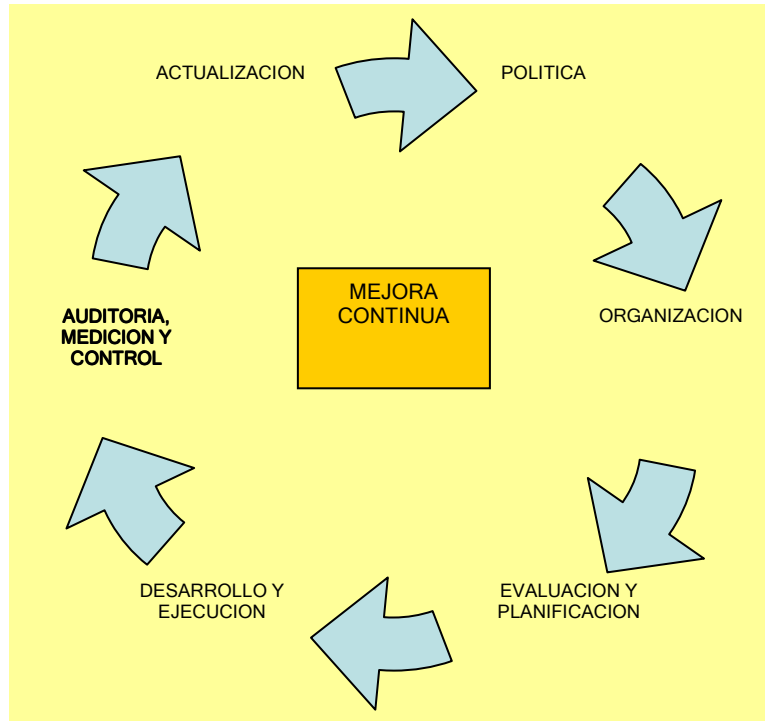 ACTUALIZACION
POLITICA
MEJORA
CONTINUA
AUDITORIA,
MEDICION Y
CONTROL
ORGANIZACION
DESARROLLO Y
EJECUCION
EVALUACION Y
PLANIFICACION